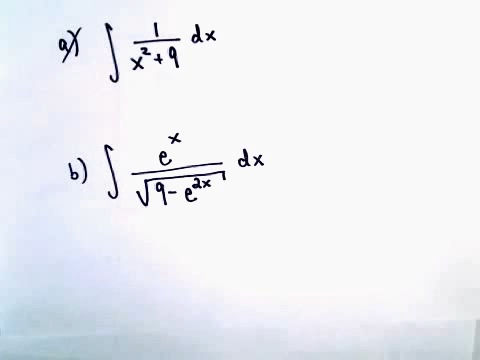 a) ∫ 1/(x² + 9) dx
b) ∫ eˣ/√(9 - e²ˣ) dx